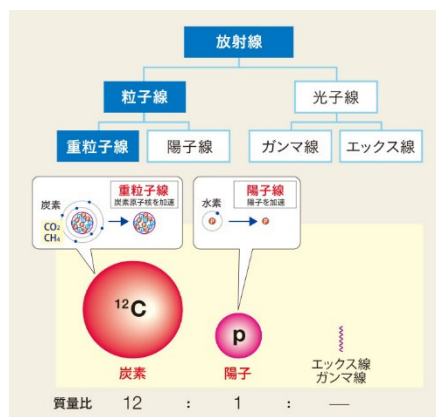 放射線
粒子線
光子線
重粒子線
陽子線
ガンマ線
エックス線
炭素
CO₂
CH₄
重粒子線
炭素原子核を加速
水素
P
P
陽子線
陽子を加速
¹²C
p
炭素
陽子
エックス線
ガンマ線
質量比 12 : 1 : —